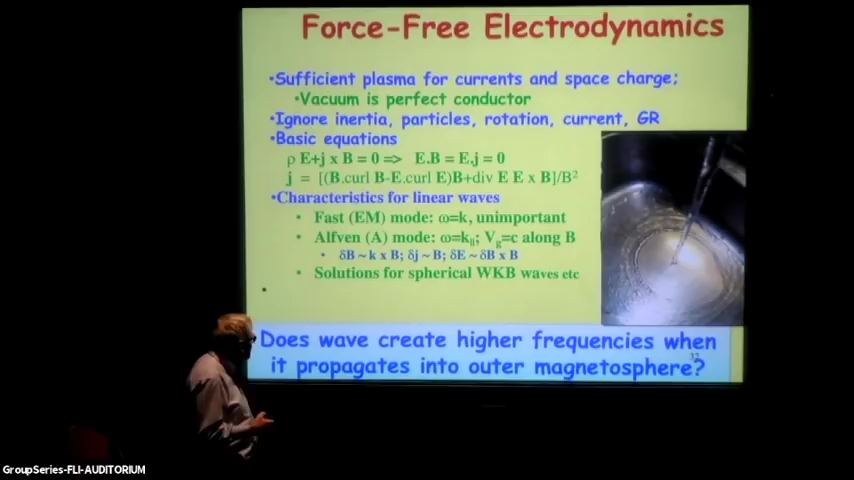 Force-Free Electrodynamics
•Sufficient plasma for currents and space charge;
•Vacuum is perfect conductor
•Ignore inertia, particles, rotation, current, GR
•Basic equations
ρ E+j x B = 0 => E.B = E.j = 0
j = [(B.curl B-E.curl E)B+div E E x B]/B²
•Characteristics for linear waves
• Fast (EM) mode: ω=k, unimportant
• Alfven (A) mode: ω=k||; Vg=c along B
• δB ~ k x B; δj ~ B; δE ~ δB x B
• Solutions for spherical WKB waves etc
Does wave create higher frequencies when
it propagates into outer magnetosphere?
GroupSeries-FLI-AUDITORIUM